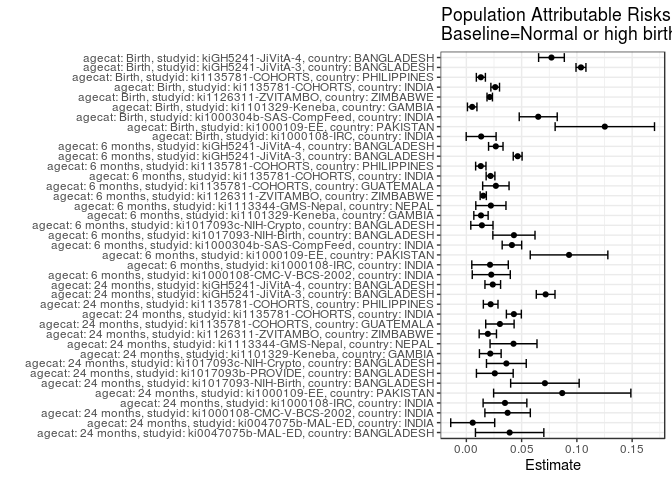 Population Attributable Risks
Baseline=Normal or high birth
agecat: Birth, studyid: kiGH5241-JiVitA-4, country: BANGLADESH
agecat: Birth, studyid: kiGH5241-JiVitA-3, country: BANGLADESH
agecat: Birth, studyid: ki1135781-COHORTS, country: PHILIPPINES
agecat: Birth, studyid: ki1135781-COHORTS, country: INDIA
agecat: Birth, studyid: ki1126311-ZVITAMBO, country: ZIMBABWE
agecat: Birth, studyid: ki1101329-Keneba, country: GAMBIA
agecat: Birth, studyid: ki1000304b-SAS-CompFeed, country: INDIA
agecat: Birth, studyid: ki1000109-EE, country: PAKISTAN
agecat: Birth, studyid: ki1000108-IRC, country: INDIA
agecat: 6 months, studyid: kiGH5241-JiVitA-4, country: BANGLADESH
agecat: 6 months, studyid: kiGH5241-JiVitA-3, country: BANGLADESH
agecat: 6 months, studyid: ki1135781-COHORTS, country: PHILIPPINES
agecat: 6 months, studyid: ki1135781-COHORTS, country: INDIA
agecat: 6 months, studyid: ki1135781-COHORTS, country: GUATEMALA
agecat: 6 months, studyid: ki1126311-ZVITAMBO, country: ZIMBABWE
agecat: 6 months, studyid: ki1113344-GMS-Nepal, country: NEPAL
agecat: 6 months, studyid: ki1101329-Keneba, country: GAMBIA
agecat: 6 months, studyid: ki1017093c-NIH-Crypto, country: BANGLADESH
agecat: 6 months, studyid: ki1017093-NIH-Birth, country: BANGLADESH
agecat: 6 months, studyid: ki1000304b-SAS-CompFeed, country: INDIA
agecat: 6 months, studyid: ki1000109-EE, country: PAKISTAN
agecat: 6 months, studyid: ki1000108-IRC, country: INDIA
agecat: 6 months, studyid: ki1000108-CMC-V-BCS-2002, country: INDIA
agecat: 24 months, studyid: kiGH5241-JiVitA-4, country: BANGLADESH
agecat: 24 months, studyid: kiGH5241-JiVitA-3, country: BANGLADESH
agecat: 24 months, studyid: ki1135781-COHORTS, country: PHILIPPINES
agecat: 24 months, studyid: ki1135781-COHORTS, country: INDIA
agecat: 24 months, studyid: ki1135781-COHORTS, country: GUATEMALA
agecat: 24 months, studyid: ki1126311-ZVITAMBO, country: ZIMBABWE
agecat: 24 months, studyid: ki1113344-GMS-Nepal, country: NEPAL
agecat: 24 months, studyid: ki1101329-Keneba, country: GAMBIA
agecat: 24 months, studyid: ki1017093c-NIH-Crypto, country: BANGLADESH
agecat: 24 months, studyid: ki1017093b-PROVIDE, country: BANGLADESH
agecat: 24 months, studyid: ki1017093-NIH-Birth, country: BANGLADESH
agecat: 24 months, studyid: ki1000109-EE, country: PAKISTAN
agecat: 24 months, studyid: ki1000108-IRC, country: INDIA
agecat: 24 months, studyid: ki1000108-CMC-V-BCS-2002, country: INDIA
agecat: 24 months, studyid: ki0047075b-MAL-ED, country: INDIA
agecat: 24 months, studyid: ki0047075b-MAL-ED, country: BANGLADESH
0.00 0.05 0.10 0.15
Estimate